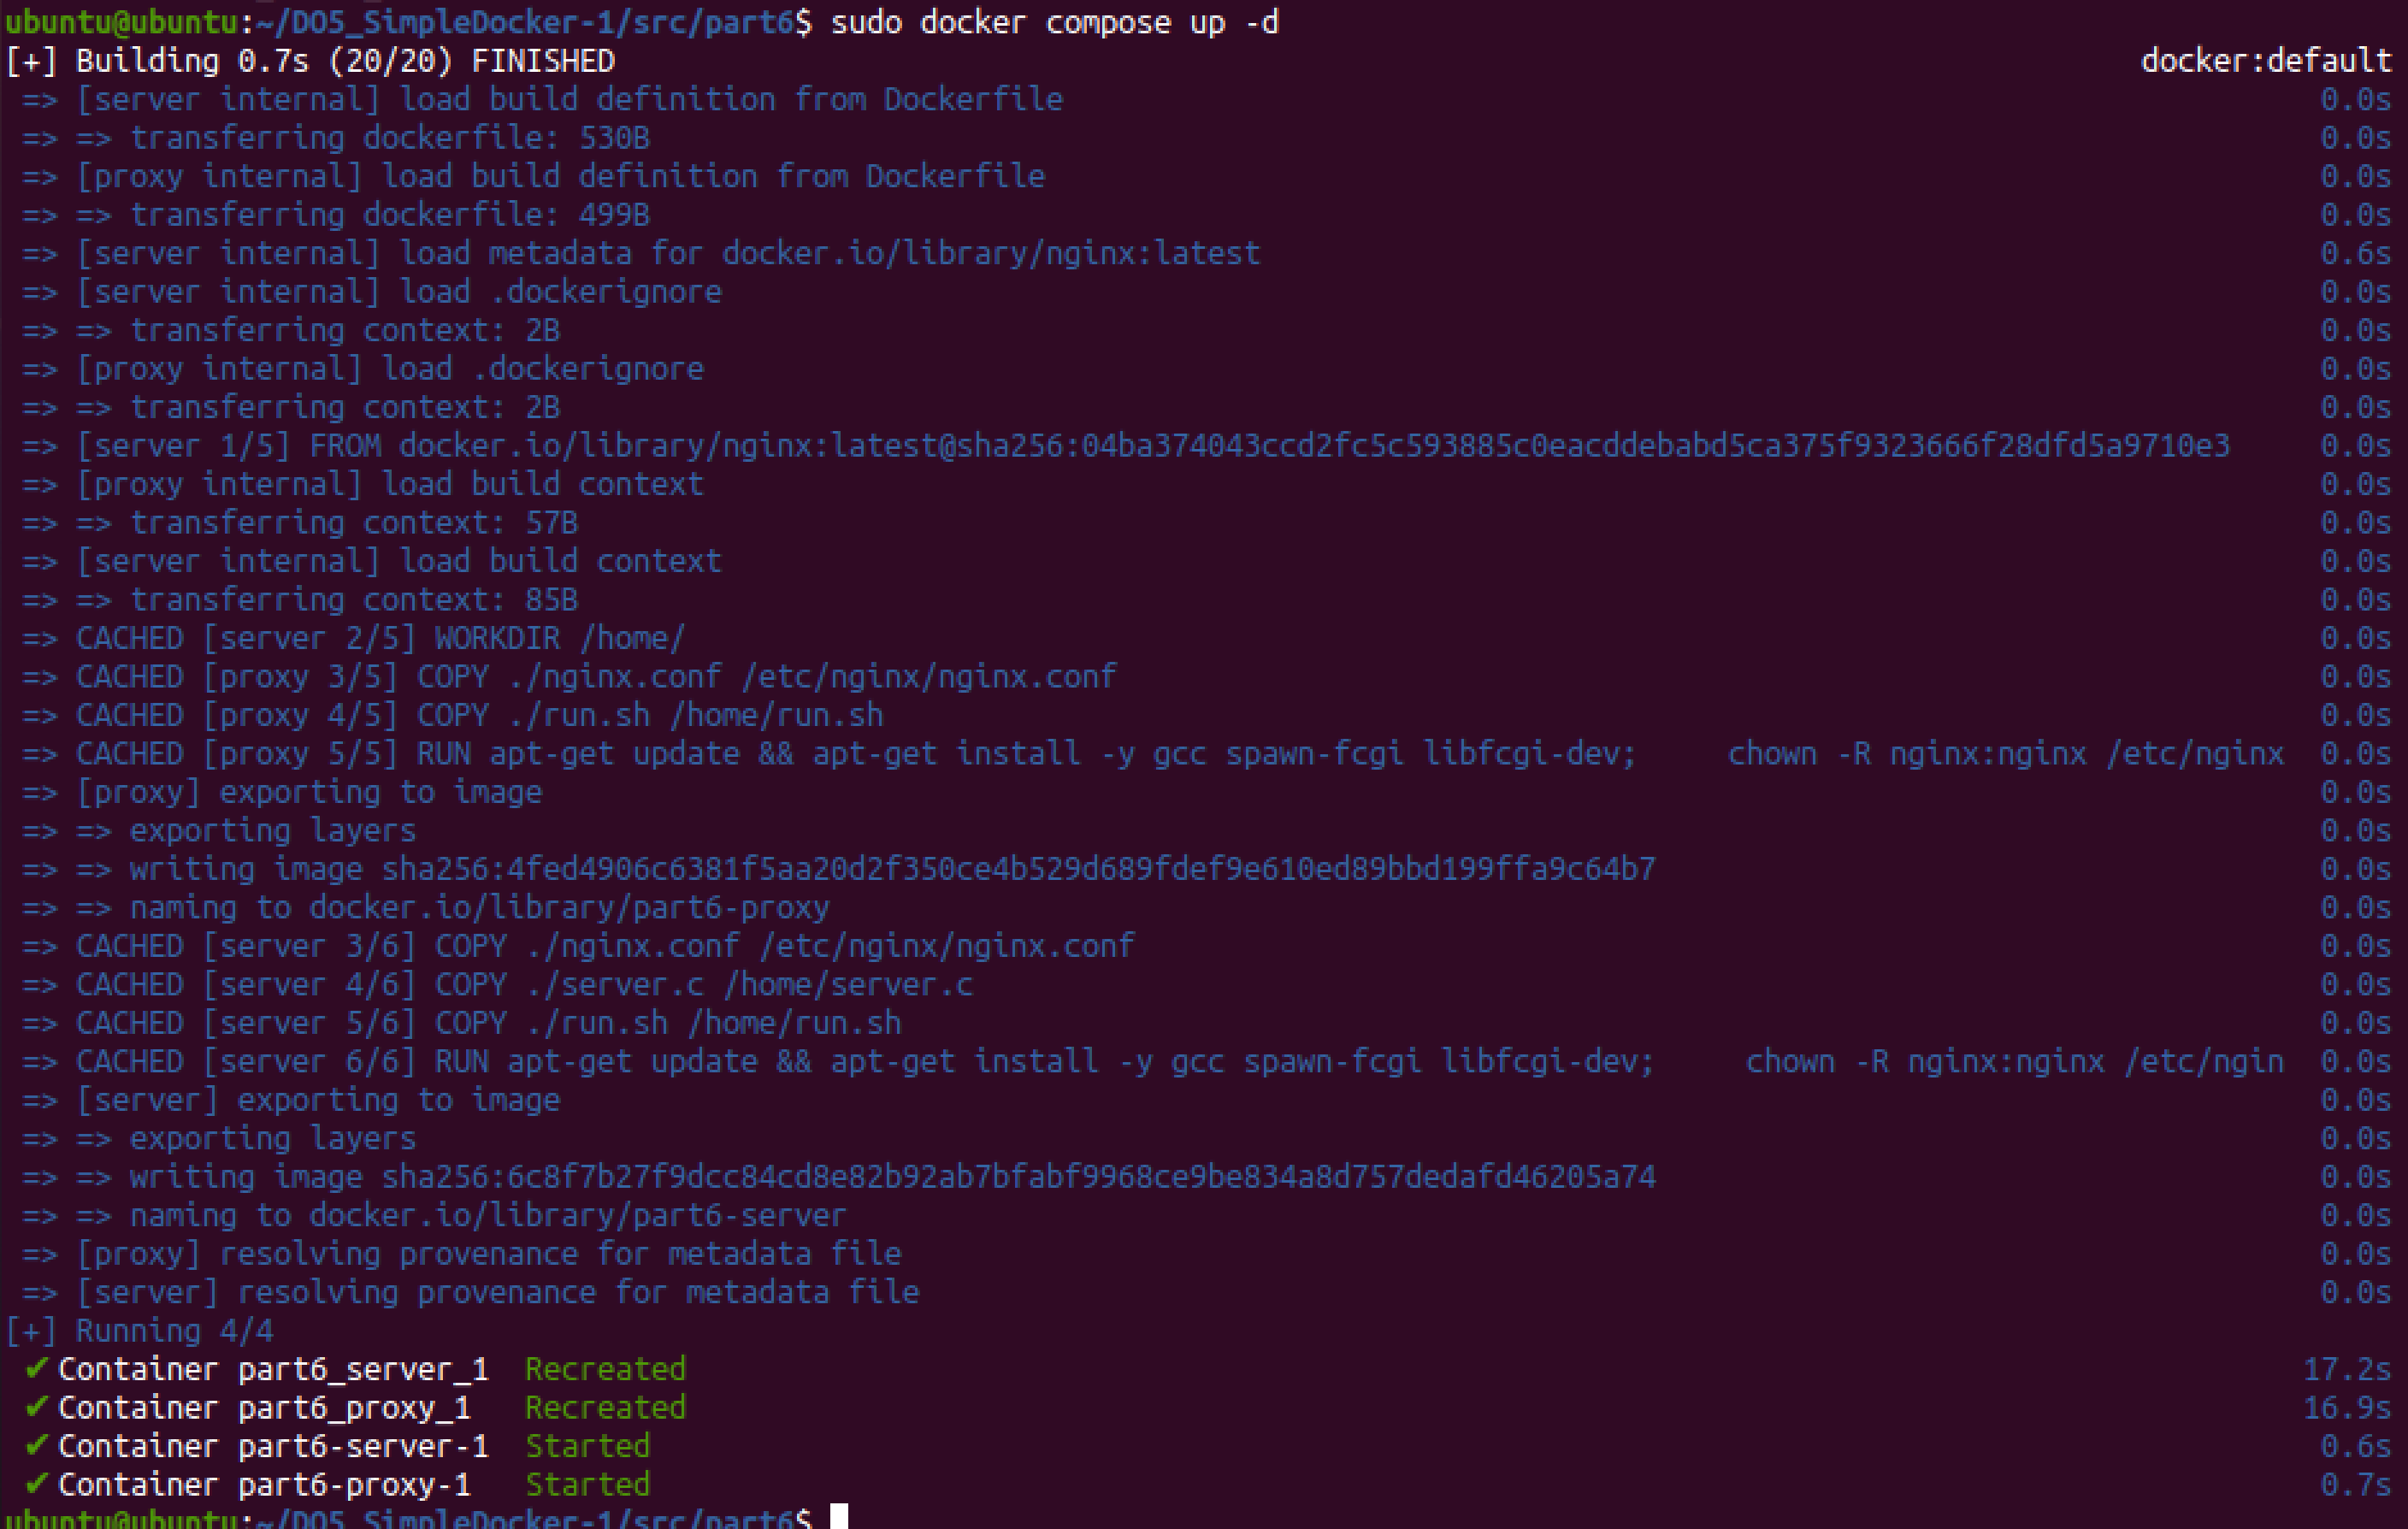 ubuntu@ubuntu:~/DO5_SimpleDocker-1/src/part6$ sudo docker compose up -d
[+] Building 0.7s (20/20) FINISHED docker:default
=> [server internal] load build definition from Dockerfile 0.0s
=> => transferring dockerfile: 530B 0.0s
=> [proxy internal] load build definition from Dockerfile 0.0s
=> => transferring dockerfile: 499B 0.0s
=> [server internal] load metadata for docker.io/library/nginx:latest 0.6s
=> [server internal] load .dockerignore 0.0s
=> => transferring context: 2B 0.0s
=> [proxy internal] load .dockerignore 0.0s
=> => transferring context: 2B 0.0s
=> [server 1/5] FROM docker.io/library/nginx:latest@sha256:04ba374043ccd2fc5c593885c0eacddebabd5ca375f9323666f28dfd5a9710e3 0.0s
=> [proxy internal] load build context 0.0s
=> => transferring context: 57B 0.0s
=> [server internal] load build context 0.0s
=> => transferring context: 85B 0.0s
=> CACHED [server 2/5] WORKDIR /home/ 0.0s
=> CACHED [proxy 3/5] COPY ./nginx.conf /etc/nginx/nginx.conf 0.0s
=> CACHED [proxy 4/5] COPY ./run.sh /home/run.sh 0.0s
=> CACHED [proxy 5/5] RUN apt-get update && apt-get install -y gcc spawn-fcgi libfcgi-dev;     chown -R nginx:nginx /etc/nginx 0.0s
=> [proxy] exporting to image 0.0s
=> => exporting layers 0.0s
=> => writing image sha256:4fed4906c6381f5aa20d2f350ce4b529d689fdef9e610ed89bbd199ffa9c64b7 0.0s
=> => naming to docker.io/library/part6-proxy 0.0s
=> CACHED [server 3/6] COPY ./nginx.conf /etc/nginx/nginx.conf 0.0s
=> CACHED [server 4/6] COPY ./server.c /home/server.c 0.0s
=> CACHED [server 5/6] COPY ./run.sh /home/run.sh 0.0s
=> CACHED [server 6/6] RUN apt-get update && apt-get install -y gcc spawn-fcgi libfcgi-dev;     chown -R nginx:nginx /etc/ngin 0.0s
=> [server] exporting to image 0.0s
=> => exporting layers 0.0s
=> => writing image sha256:6c8f7b27f9dcc84cd8e82b92ab7bfabf9968ce9be834a8d757dedafd46205a74 0.0s
=> => naming to docker.io/library/part6-server 0.0s
=> [proxy] resolving provenance for metadata file 0.0s
=> [server] resolving provenance for metadata file 0.0s
[+] Running 4/4
✔ Container part6_server_1 Recreated 17.2s
✔ Container part6_proxy_1 Recreated 16.9s
✔ Container part6-server-1 Started 0.6s
✔ Container part6-proxy-1 Started 0.7s
ubuntu@ubuntu:~/DO5_SimpleDocker-1/src/part6$